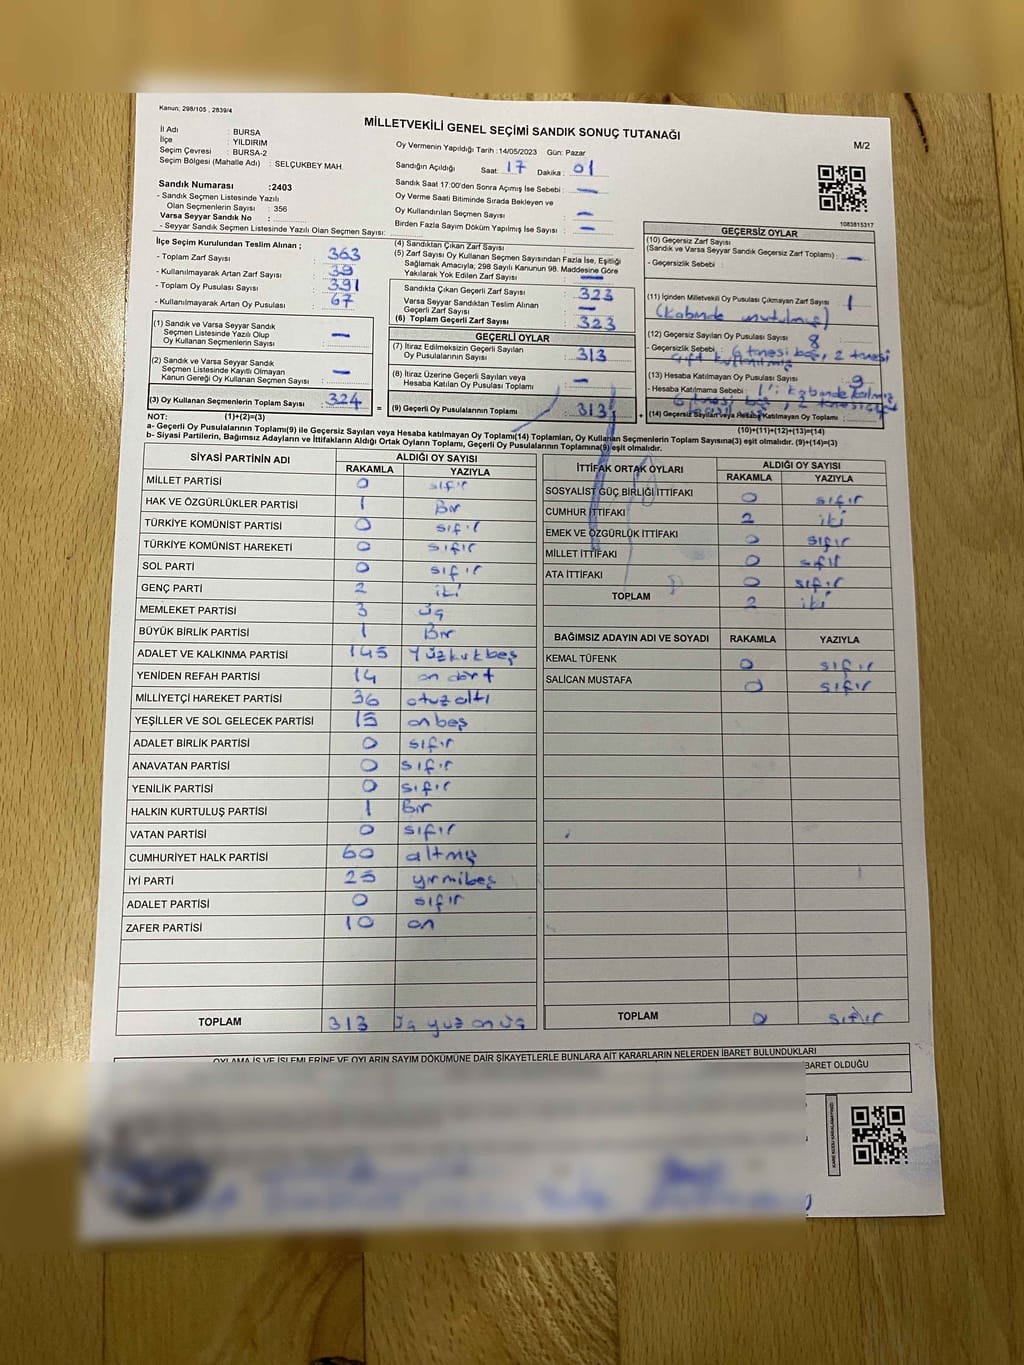 Kanun; 298/105 , 2839/4
MİLLETVEKİLİ GENEL SEÇİMİ SANDIK SONUÇ TUTANAĞI
M/2
İl Adı : BURSA
İlçe : YILDIRIM
Seçim Çevresi : BURSA-2
Seçim Bölgesi (Mahalle Adı) : SELÇUKBEY MAH.
Oy Vermenin Yapıldığı Tarih :14/05/2023 Gün: Pazar
Sandığın Açıldığı Saat: 17 Dakika : 01
Sandık Saat 17:00'den Sonra Açımış İse Sebebi : —
Oy Verme Saati Bitiminde Sırada Bekleyen ve
Oy Kullandırılan Seçmen Sayısı : —
Birden Fazla Sayım Döküm Yapılmış İse Sayısı : —
Sandık Numarası :2403
- Sandık Seçmen Listesinde Yazılı
Olan Seçmenlerin Sayısı : 356
Varsa Seyyar Sandık No :
- Seyyar Sandık Seçmen Listesinde Yazılı Olan Seçmen Sayısı:
1083815317
İlçe Seçim Kurulundan Teslim Alınan ;
- Toplam Zarf Sayısı : 363
- Kullanılmayarak Artan Zarf Sayısı : 39
- Toplam Oy Pusulası Sayısı : 391
- Kullanılmayarak Artan Oy Pusulası : 67
(4) Sandıktan Çıkan Zarf Sayısı :
(5) Zarf Sayısı Oy Kullanan Seçmen Sayısından Fazla İse, Eşitliği
Sağlamak Amacıyla; 298 Sayılı Kanunun 98. Maddesine Göre
Yakılarak Yok Edilen Zarf Sayısı : —
Sandıkta Çıkan Geçerli Zarf Sayısı : 323
Varsa Seyyar Sandıktan Teslim Alınan
Geçerli Zarf Sayısı : —
(6) Toplam Geçerli Zarf Sayısı : 323
GEÇERSİZ OYLAR
(10) Geçersiz Zarf Sayısı
(Sandık ve Varsa Seyyar Sandık Geçersiz Zarf Toplamı) : —
- Geçersizlik Sebebi :
(11) İçinden Milletvekili Oy Pusulası Çıkmayan Zarf Sayısı : 1
(kabinde unutulmuş)
(12) Geçersiz Sayılan Oy Pusulası Sayısı : 8
- Geçersizlik Sebebi : 6 tanesi boş, 2 tanesi
çift kullanılmış
(13) Hesaba Katılmayan Oy Pusulası Sayısı : 9
- Hesaba Katılmama Sebebi : 1'i kabinde kalmış
6 tanesi boş, 2 tanesi çift
(14) Geçersiz Sayılan veya Hesaba Katılmayan Oy Toplamı :
(10)+(11)+(12)+(13)=(14)
(1) Sandık ve Varsa Seyyar Sandık
Seçmen Listesinde Yazılı Olup
Oy Kullanan Seçmenlerin Sayısı : —
(2) Sandık ve Varsa Seyyar Sandık
Seçmen Listesinde Kayıtlı Olmayan
Kanun Gereği Oy Kullanan Seçmen Sayısı : —
(3) Oy Kullanan Seçmenlerin Toplam Sayısı : 324 =
(1)+(2)=(3)
GEÇERLİ OYLAR
(7) İtiraz Edilmeksizin Geçerli Sayılan
Oy Pusulalarının Sayısı : 313
(8) İtiraz Üzerine Geçerli Sayılan veya
Hesaba Katılan Oy Pusulası Toplamı : —
(9) Geçerli Oy Pusulalarının Toplamı : 313 +
NOT:
a- Geçerli Oy Pusulalarının Toplamı(9) ile Geçersiz Sayılan veya Hesaba katılmayan Oy Toplamı(14) Toplamları, Oy Kullanan Seçmenlerin Toplam Sayısına(3) eşit olmalıdır. (9)+(14)=(3)
b- Siyasi Partilerin, Bağımsız Adayların ve İttifakların Aldığı Ortak Oyların Toplamı, Geçerli Oy Pusulalarının Toplamına(9) eşit olmalıdır.
SİYASİ PARTİNİN ADI ALDIĞI OY SAYISI
RAKAMLA YAZIYLA
MİLLET PARTİSİ 0 sıfır
HAK VE ÖZGÜRLÜKLER PARTİSİ 1 Bir
TÜRKİYE KOMÜNİST PARTİSİ 0 sıfır
TÜRKİYE KOMÜNİST HAREKETİ 0 sıfır
SOL PARTİ 0 sıfır
GENÇ PARTİ 2 iki
MEMLEKET PARTİSİ 3 üç
BÜYÜK BİRLİK PARTİSİ 1 Bir
ADALET VE KALKINMA PARTİSİ 145 Yüzkırkbeş
YENİDEN REFAH PARTİSİ 14 on dört
MİLLİYETÇİ HAREKET PARTİSİ 36 otuz altı
YEŞİLLER VE SOL GELECEK PARTİSİ 15 onbeş
ADALET BİRLİK PARTİSİ 0 sıfır
ANAVATAN PARTİSİ 0 sıfır
YENİLİK PARTİSİ 0 sıfır
HALKIN KURTULUŞ PARTİSİ 1 Bir
VATAN PARTİSİ 0 sıfır
CUMHURİYET HALK PARTİSİ 60 altmış
İYİ PARTİ 25 yirmibeş
ADALET PARTİSİ 0 sıfır
ZAFER PARTİSİ 10 on
TOPLAM 313 üç yüz on üç
İTTİFAK ORTAK OYLARI ALDIĞI OY SAYISI
RAKAMLA YAZIYLA
SOSYALİST GÜÇ BİRLİĞİ İTTİFAKI 0 sıfır
CUMHUR İTTİFAKI 2 iki
EMEK VE ÖZGÜRLÜK İTTİFAKI 0 sıfır
MİLLET İTTİFAKI 0 sıfır
ATA İTTİFAKI 0 sıfır
TOPLAM 2 iki
BAĞIMSIZ ADAYIN ADI VE SOYADI RAKAMLA YAZIYLA
KEMAL TÜFENK 0 sıfır
SALİCAN MUSTAFA 0 sıfır
TOPLAM 0 sıfır
OYLAMA İŞ VE İŞLEMLERİNE VE OYLARIN SAYIM DÖKÜMÜNE DAİR ŞİKAYETLERLE BUNLARA AİT KARARLARIN NELERDEN İBARET BULUNDUKLARI
BARET OLDUĞU